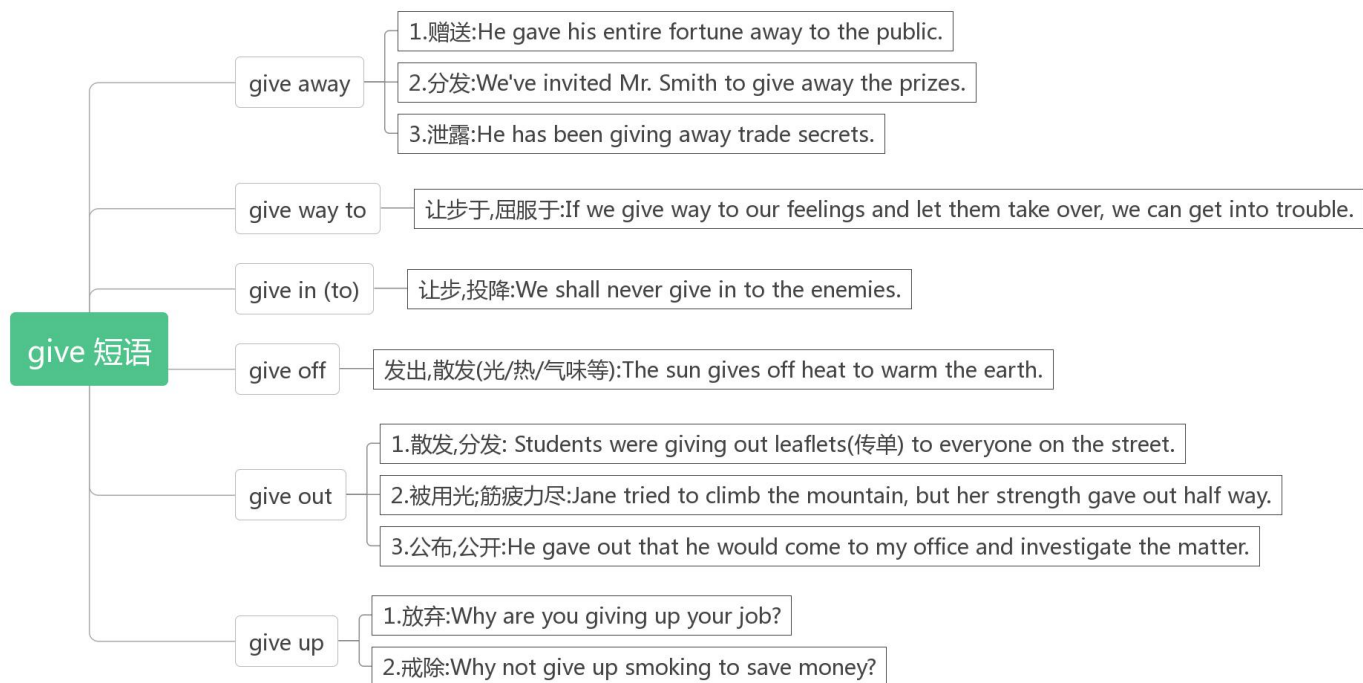 give 短语
give away
1.赠送:He gave his entire fortune away to the public.
2.分发:We've invited Mr. Smith to give away the prizes.
3.泄露:He has been giving away trade secrets.
give way to
让步于,屈服于:If we give way to our feelings and let them take over, we can get into trouble.
give in (to)
让步,投降:We shall never give in to the enemies.
give off
发出,散发(光/热/气味等):The sun gives off heat to warm the earth.
give out
1.散发,分发: Students were giving out leaflets(传单) to everyone on the street.
2.被用光;筋疲力尽:Jane tried to climb the mountain, but her strength gave out half way.
3.公布,公开:He gave out that he would come to my office and investigate the matter.
give up
1.放弃:Why are you giving up your job?
2.戒除:Why not give up smoking to save money?